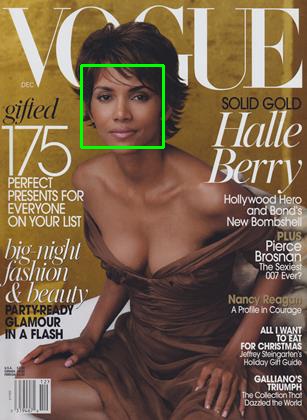 VOGUE
DEC
gifted
175
PERFECT
PRESENTS FOR
EVERYONE
ON YOUR LIST
big-night
fashion
& beauty
PARTY-READY
GLAMOUR
IN A FLASH
SOLID GOLD
Halle
Berry
Hollywood Hero
and Bond's
New Bombshell
PLUS
Pierce
Brosnan
The Sexiest
007 Ever?
Nancy Reagan
A Profile in Courage
ALL I WANT
TO EAT
FOR CHRISTMAS
Jeffrey Steingarten's
Holiday Gift Guide
GALLIANO'S
TRIUMPH
The Collection That
Dazzled the World